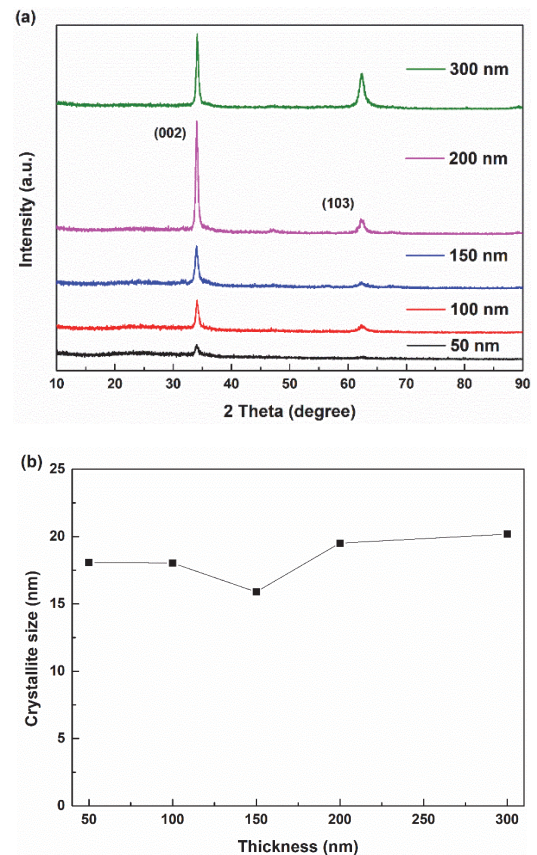 (a)
300 nm
(002)
200 nm
(103)
150 nm
100 nm
50 nm
Intensity (a.u.)
10 20 30 40 50 60 70 80 90
2 Theta (degree)
(b)
25
20
15
10
5
0
Crystallite size (nm)
50 100 150 200 250 300
Thickness (nm)